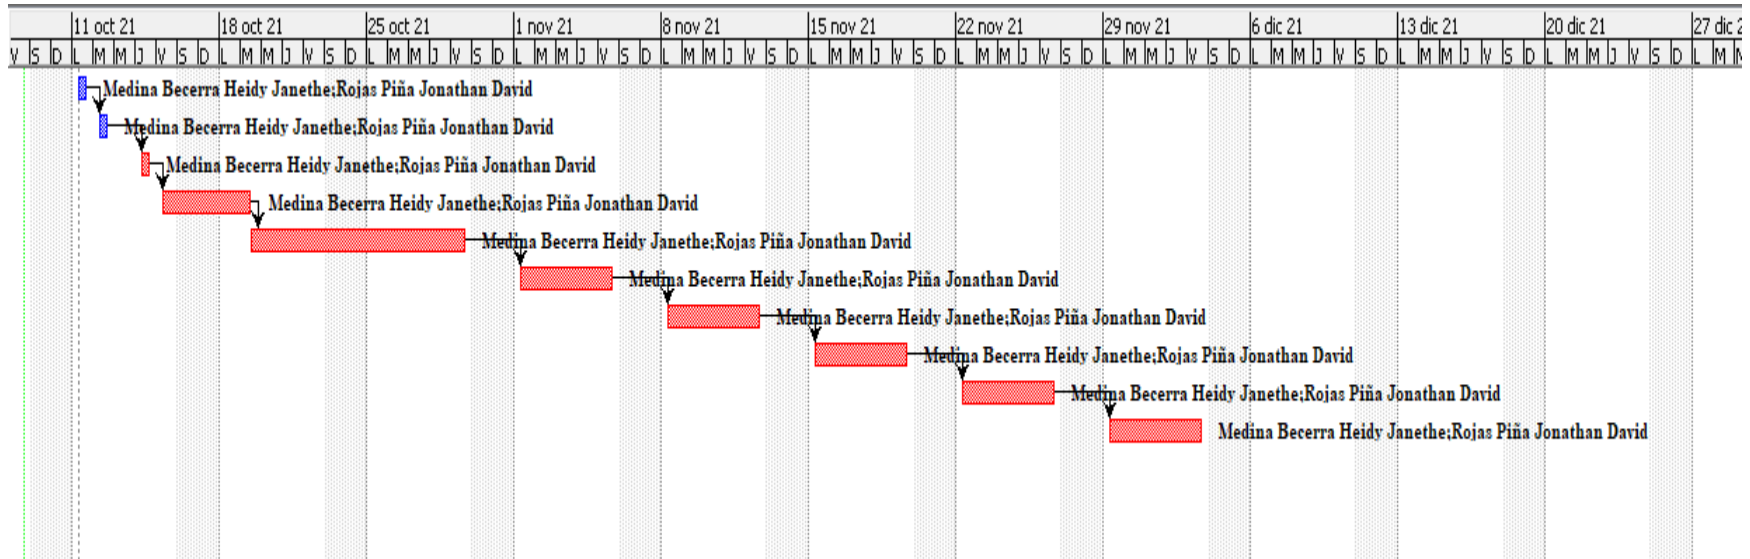 11 oct 21 18 oct 21 25 oct 21 1 nov 21 8 nov 21 15 nov 21 22 nov 21 29 nov 21 6 dic 21 13 dic 21 20 dic 21 27 dic 2
V S D L M M J V S D L M M J V S D L M M J V S D L M M J V S D L M M J V S D L M M J V S D L M M J V S D L M M J V S D L M M J V S D L M M J V S D L M M J V S D L M M
Medina Becerra Heidy Janethe;Rojas Piña Jonathan David
Medina Becerra Heidy Janethe;Rojas Piña Jonathan David
Medina Becerra Heidy Janethe;Rojas Piña Jonathan David
Medina Becerra Heidy Janethe;Rojas Piña Jonathan David
Medina Becerra Heidy Janethe;Rojas Piña Jonathan David
Medina Becerra Heidy Janethe;Rojas Piña Jonathan David
Medina Becerra Heidy Janethe;Rojas Piña Jonathan David
Medina Becerra Heidy Janethe;Rojas Piña Jonathan David
Medina Becerra Heidy Janethe;Rojas Piña Jonathan David
Medina Becerra Heidy Janethe;Rojas Piña Jonathan David